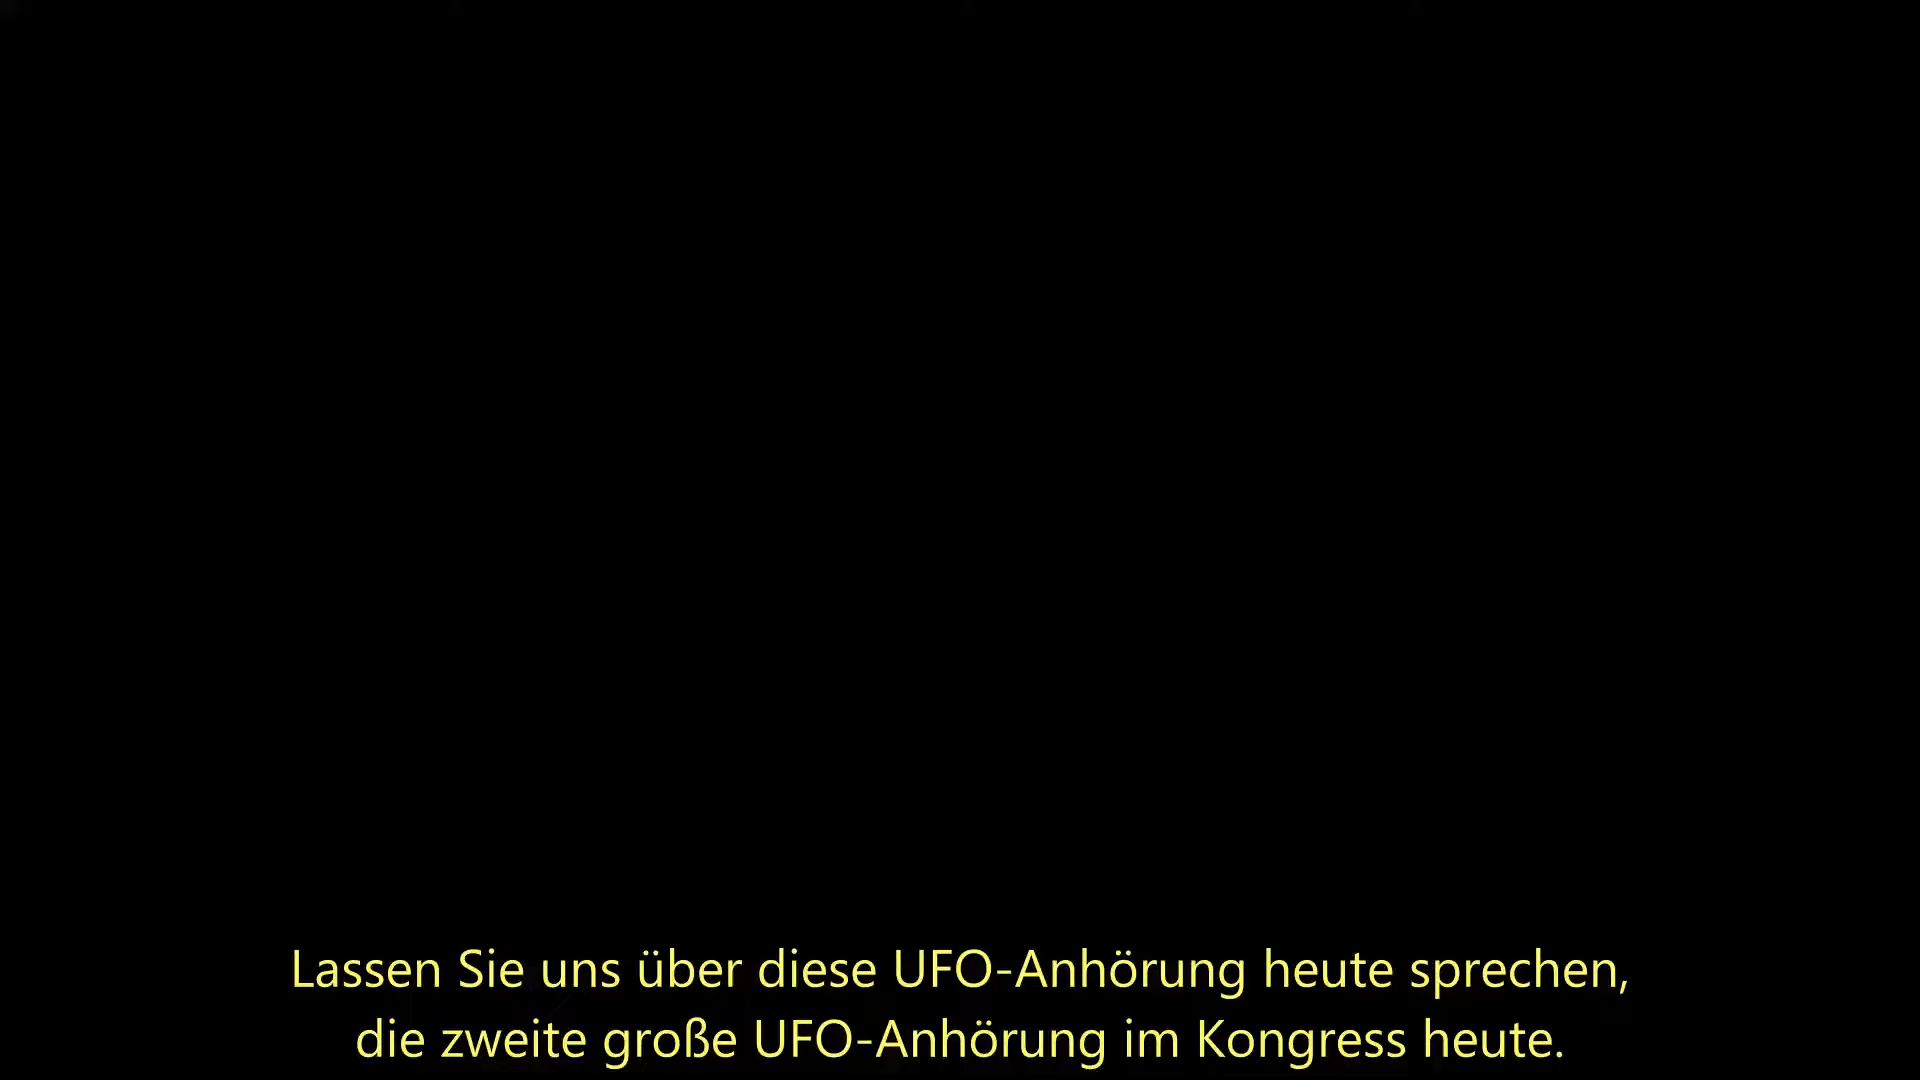 Lassen Sie uns über diese UFO-Anhörung heute sprechen,
die zweite große UFO-Anhörung im Kongress heute.